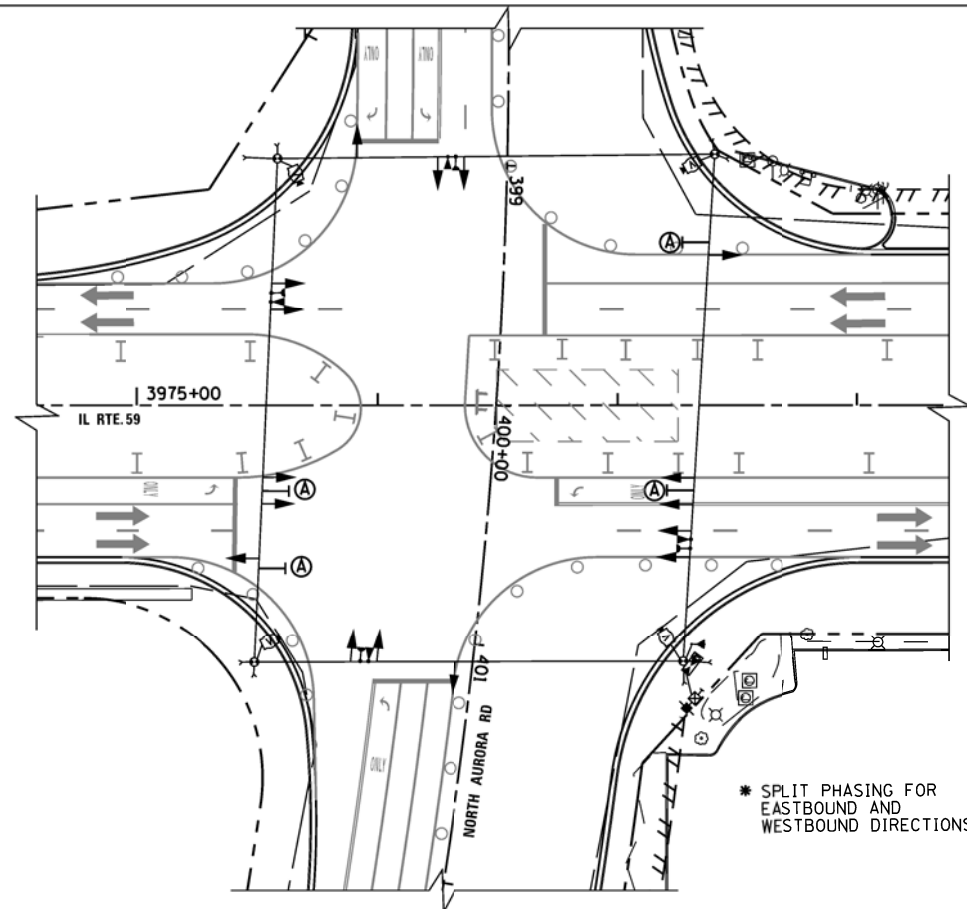 ONLY
ONLY
399
A
3975+00
IL RTE.59
400+00
ONLY
A
A
ONLY
A
401
ONLY
NORTH AURORA RD
* SPLIT PHASING FOR
EASTBOUND AND
WESTBOUND DIRECTIONS